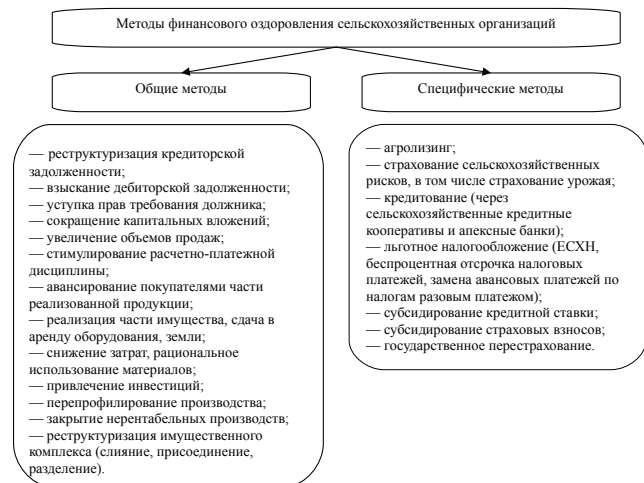 Методы финансового оздоровления сельскохозяйственных организаций
Общие методы
Специфические методы
— реструктуризация кредиторской
задолженности;
— взыскание дебиторской задолженности;
— уступка прав требования должника;
— сокращение капитальных вложений;
— увеличение объемов продаж;
— стимулирование расчетно-платежной
дисциплины;
— авансирование покупателями части
реализованной продукции;
— реализация части имущества, сдача в
аренду оборудования, земли;
— снижение затрат, рациональное
использование материалов;
— привлечение инвестиций;
— перепрофилирование производства;
— закрытие нерентабельных производств;
— реструктуризация имущественного
комплекса (слияние, присоединение,
разделение).
— агролизинг;
— страхование сельскохозяйственных
рисков, в том числе страхование урожая;
— кредитование (через
сельскохозяйственные кредитные
кооперативы и апексные банки);
— льготное налогообложение (ЕСХН,
беспроцентная отсрочка налоговых
платежей, замена авансовых платежей по
налогам разовым платежом);
— субсидирование кредитной ставки;
— субсидирование страховых взносов;
— государственное перестрахование.